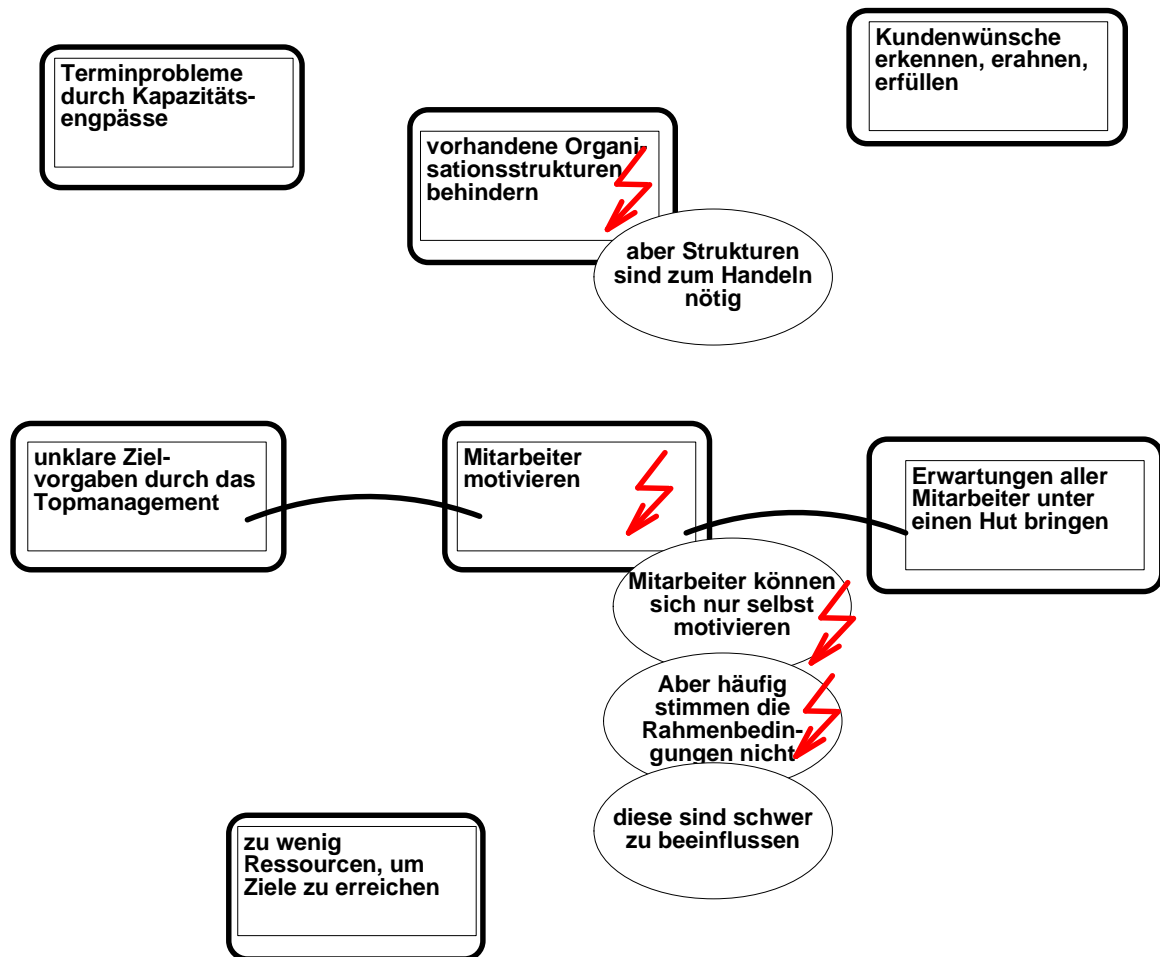 Terminprobleme
durch Kapazitäts-
engpässe
Kundenwünsche
erkennen, erahnen,
erfüllen
vorhandene Organi-
sationsstrukturen
behindern
aber Strukturen
sind zum Handeln
nötig
unklare Ziel-
vorgaben durch das
Topmanagement
Mitarbeiter
motivieren
Erwartungen aller
Mitarbeiter unter
einen Hut bringen
Mitarbeiter können
sich nur selbst
motivieren
Aber häufig
stimmen die
Rahmenbedin-
gungen nicht
diese sind schwer
zu beeinflussen
zu wenig
Ressourcen, um
Ziele zu erreichen